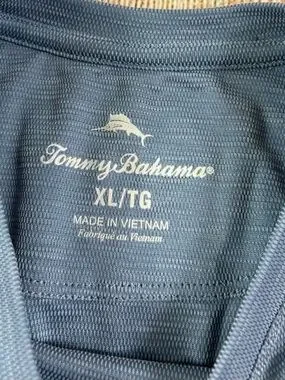 Tommy Bahama®
XL/TG
MADE IN VIETNAM
Fabriqué au Vietnam